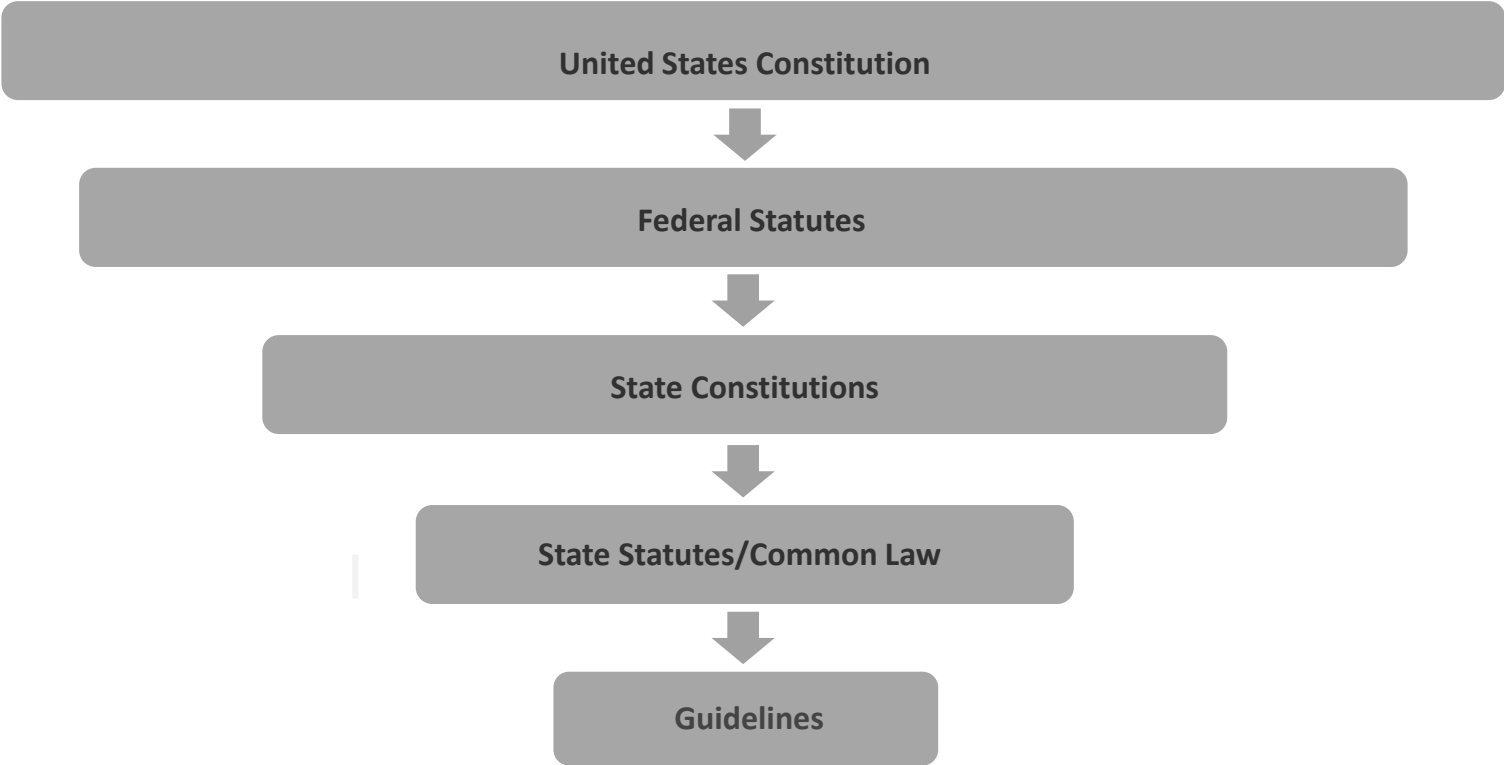 United States Constitution
Federal Statutes
State Constitutions
State Statutes/Common Law
Guidelines